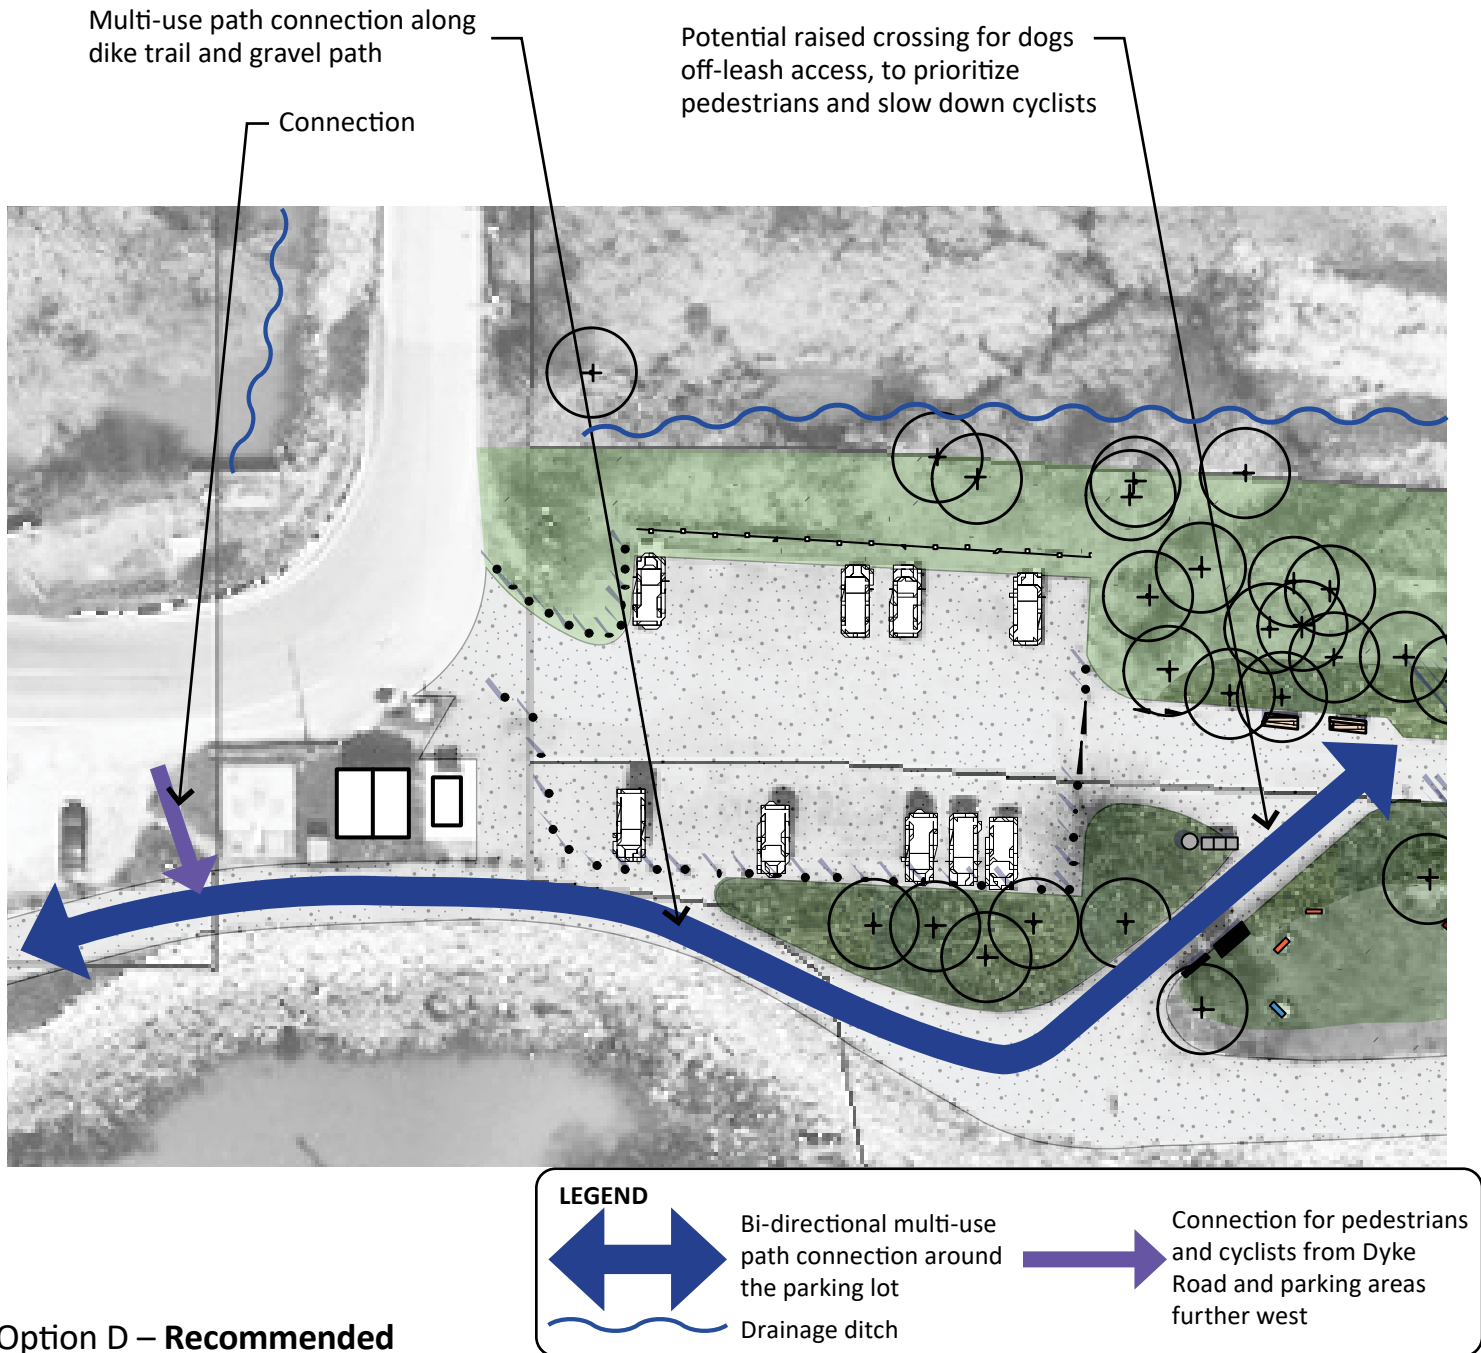 Multi-use path connection along
dike trail and gravel path
Potential raised crossing for dogs
off-leash access, to prioritize
pedestrians and slow down cyclists
Connection
LEGEND
Bi-directional multi-use
path connection around
the parking lot
Drainage ditch
Connection for pedestrians
and cyclists from Dyke
Road and parking areas
further west
Option D – Recommended